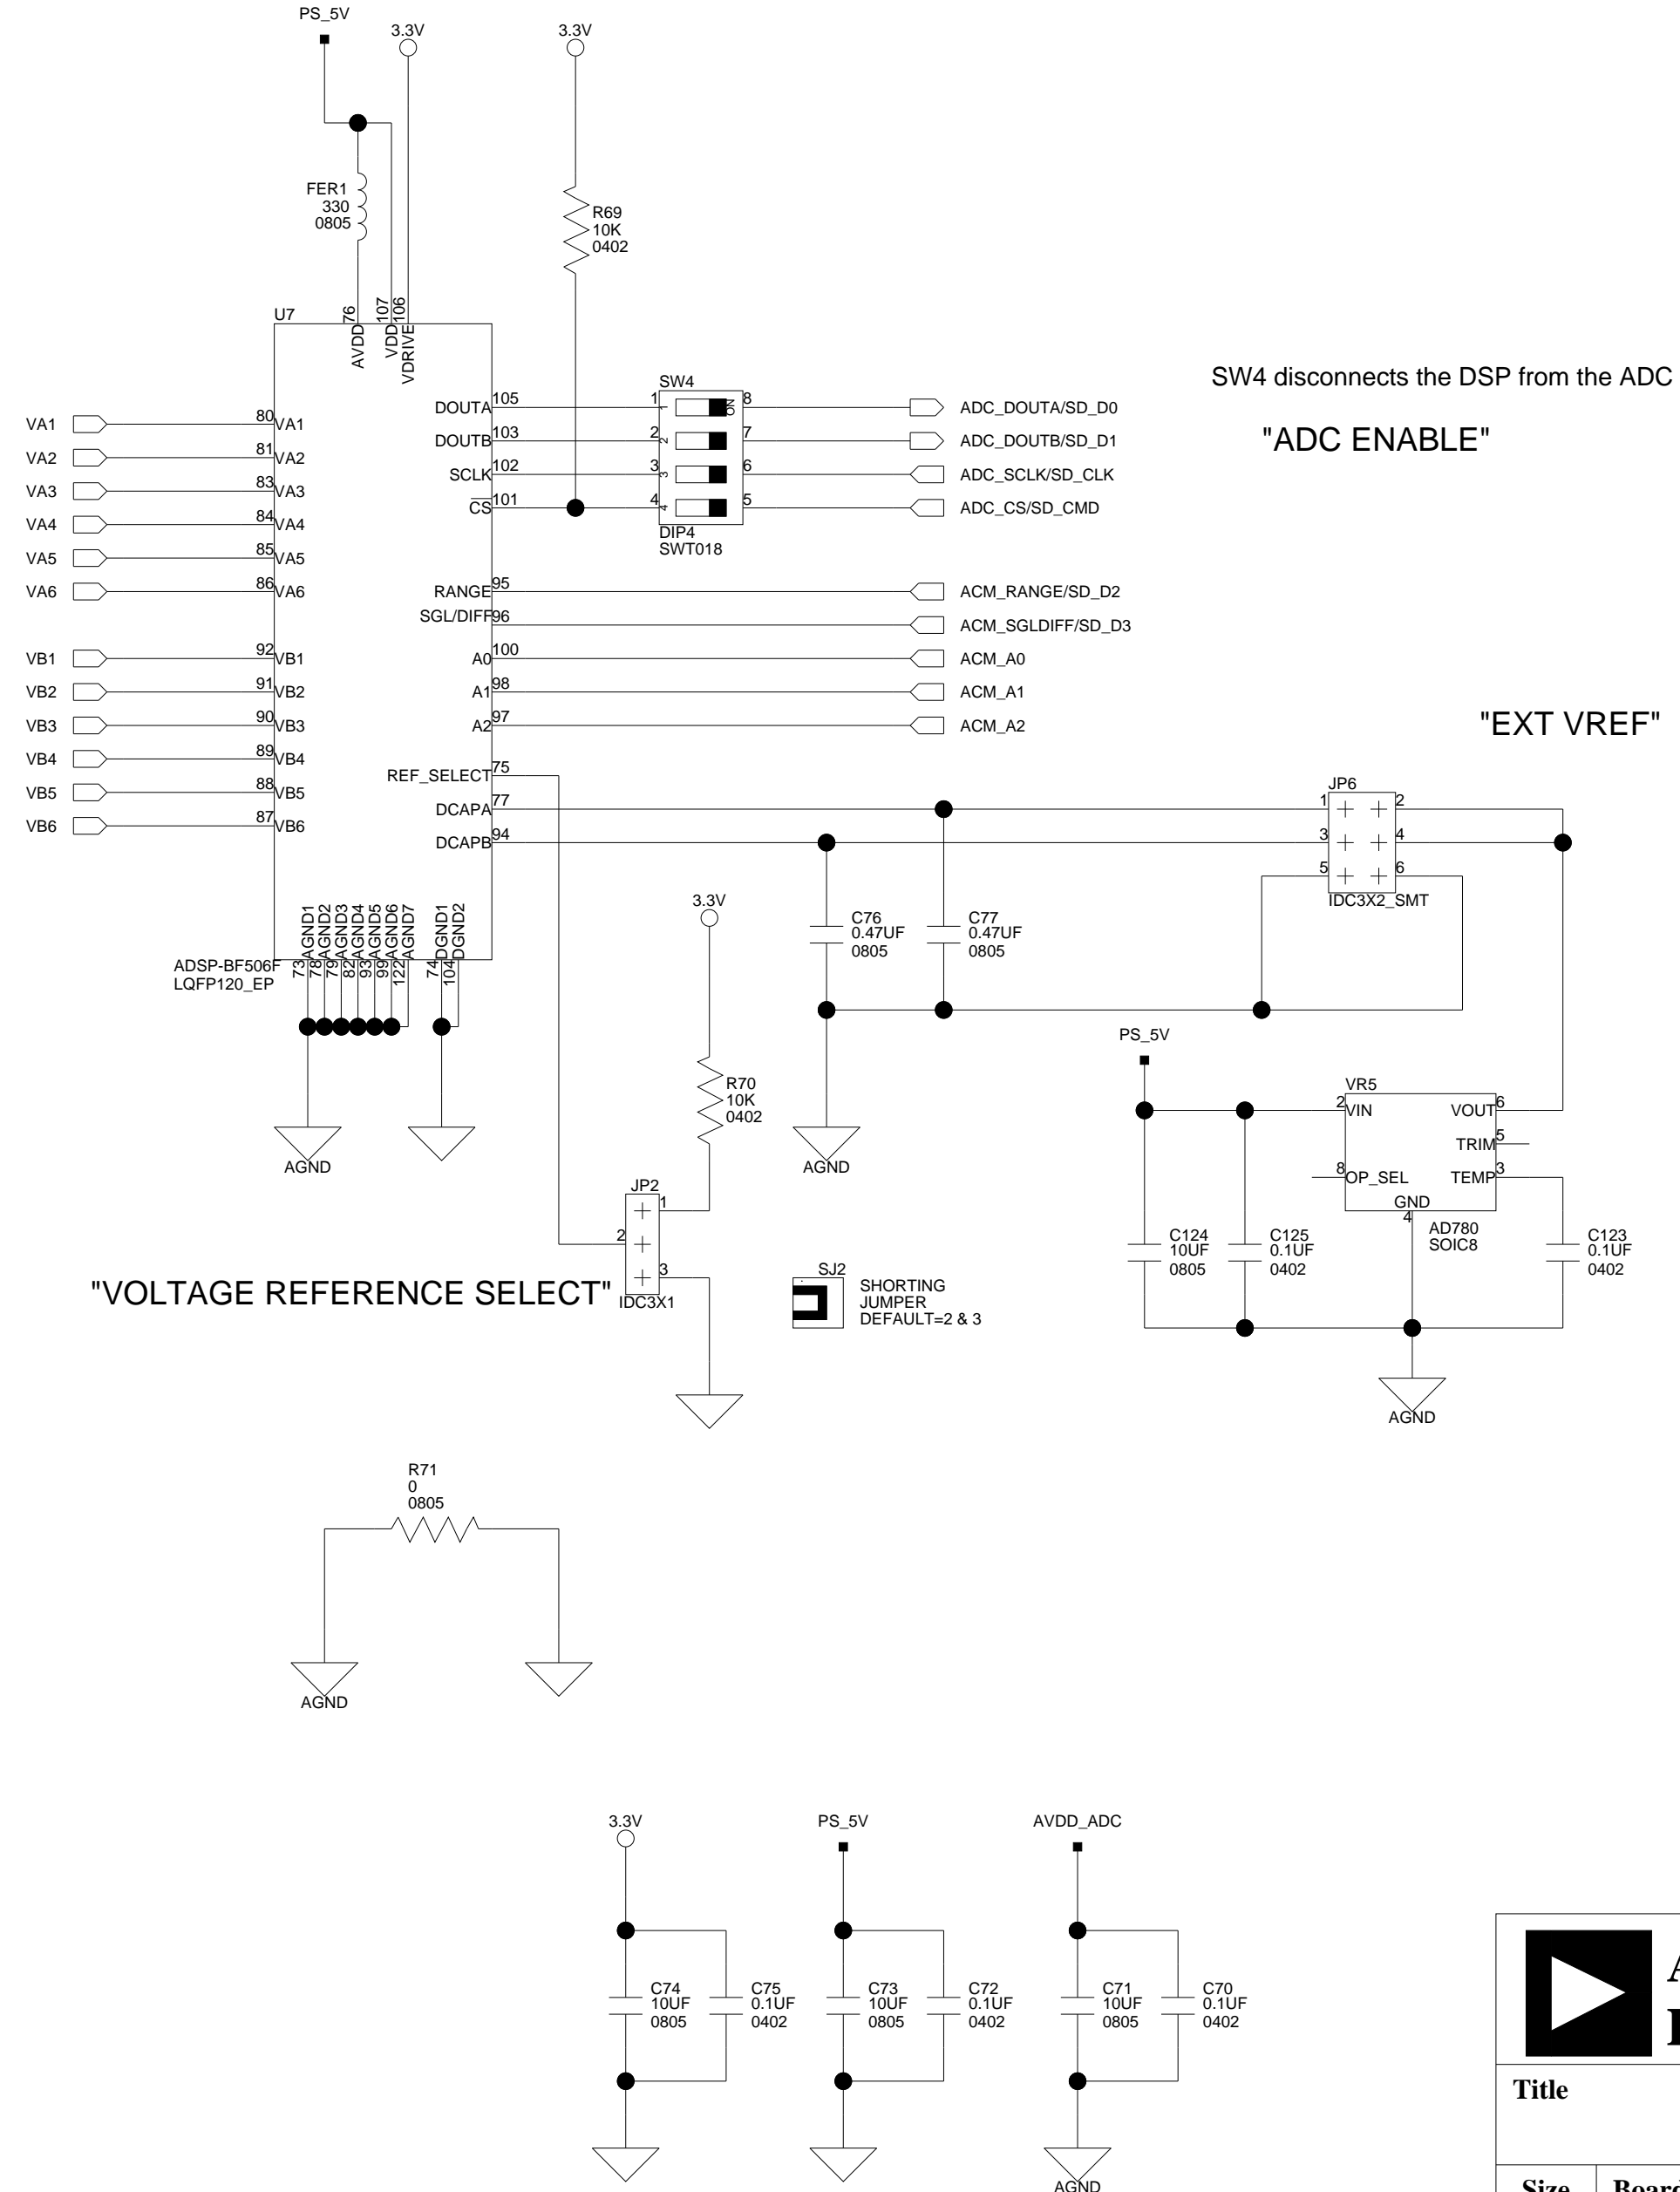 PS_5V
3.3V
3.3V
FER1
330
0805
R69
10K
0402
U7
76
107
106
AVDD
VDD
VDRIVE
SW4 disconnects the DSP from the ADC
"ADC ENABLE"
SW4
DOUTA 105 1 1 ON 8 ADC_DOUTA/SD_D0
DOUTB 103 2 2 7 ADC_DOUTB/SD_D1
SCLK 102 3 3 6 ADC_SCLK/SD_CLK
CS 101 4 4 5 ADC_CS/SD_CMD
DIP4
SWT018
VA1 80 VA1
VA2 81 VA2
VA3 83 VA3
VA4 84 VA4
VA5 85 VA5
VA6 86 VA6
VB1 92 VB1
VB2 91 VB2
VB3 90 VB3
VB4 89 VB4
VB5 88 VB5
VB6 87 VB6
RANGE 95 ACM_RANGE/SD_D2
SGL/DIFF 96 ACM_SGLDIFF/SD_D3
A0 100 ACM_A0
A1 98 ACM_A1
A2 97 ACM_A2
REF_SELECT 75
DCAPA 77
DCAPB 94
"EXT VREF"
JP6
1 2
3 4
5 6
IDC3X2_SMT
AGND1
AGND2
AGND3
AGND4
AGND5
AGND6
AGND7
DGND1
DGND2
73
78
79
82
93
99
122
74
104
ADSP-BF506F
LQFP120_EP
AGND
3.3V
C76
0.47UF
0805
C77
0.47UF
0805
AGND
R70
10K
0402
JP2
1
2
3
IDC3X1
"VOLTAGE REFERENCE SELECT"
SJ2
SHORTING
JUMPER
DEFAULT=2 & 3
PS_5V
VR5
2 VIN VOUT 6
TRIM 5
8 OP_SEL TEMP 3
GND
4
AD780
SOIC8
C124
10UF
0805
C125
0.1UF
0402
C123
0.1UF
0402
AGND
R71
0
0805
AGND
3.3V
PS_5V
AVDD_ADC
C74
10UF
0805
C75
0.1UF
0402
C73
10UF
0805
C72
0.1UF
0402
C71
10UF
0805
C70
0.1UF
0402
AGND
Title
Size